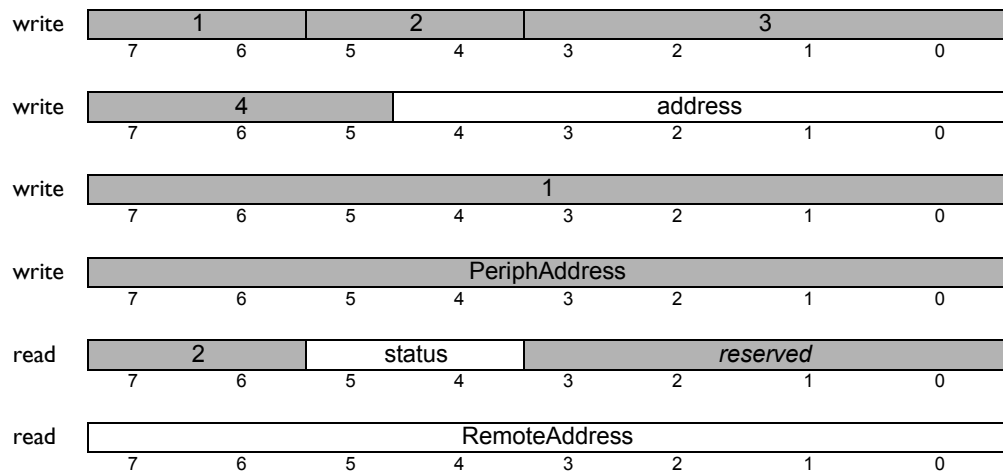 write 1 2 3
7 6 5 4 3 2 1 0
write 4 address
7 6 5 4 3 2 1 0
write 1
7 6 5 4 3 2 1 0
write PeriphAddress
7 6 5 4 3 2 1 0
read 2 status reserved
7 6 5 4 3 2 1 0
read RemoteAddress
7 6 5 4 3 2 1 0